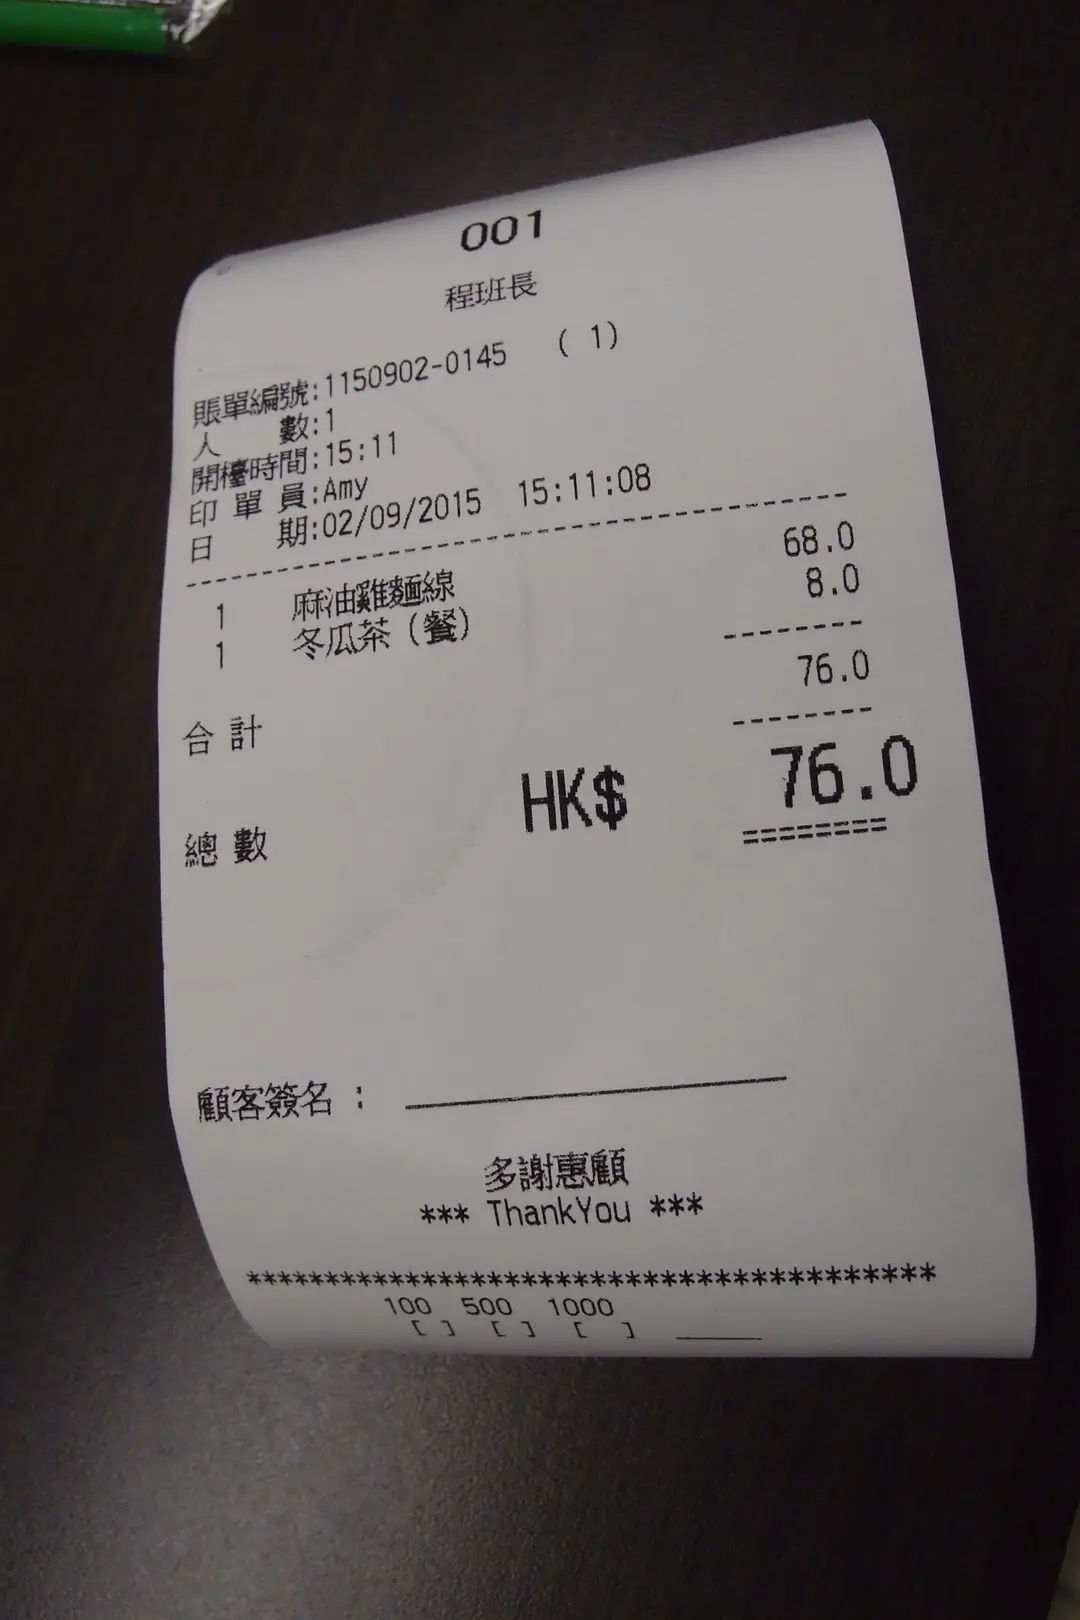 001
程班長
賬單編號:1150902-0145 ( 1)
人 數:1
開檯時間:15:11
印單員:Amy
日 期:02/09/2015 15:11:08
--------------------------------------
1 麻油雞麵線 68.0
1 冬瓜茶(餐) 8.0
--------
合計 76.0
--------
總數 HK$ 76.0
========
顧客簽名 : ____________________
多謝惠顧
*** ThankYou ***
******************************************
100 500 1000
[ ] [ ] [ ] ______